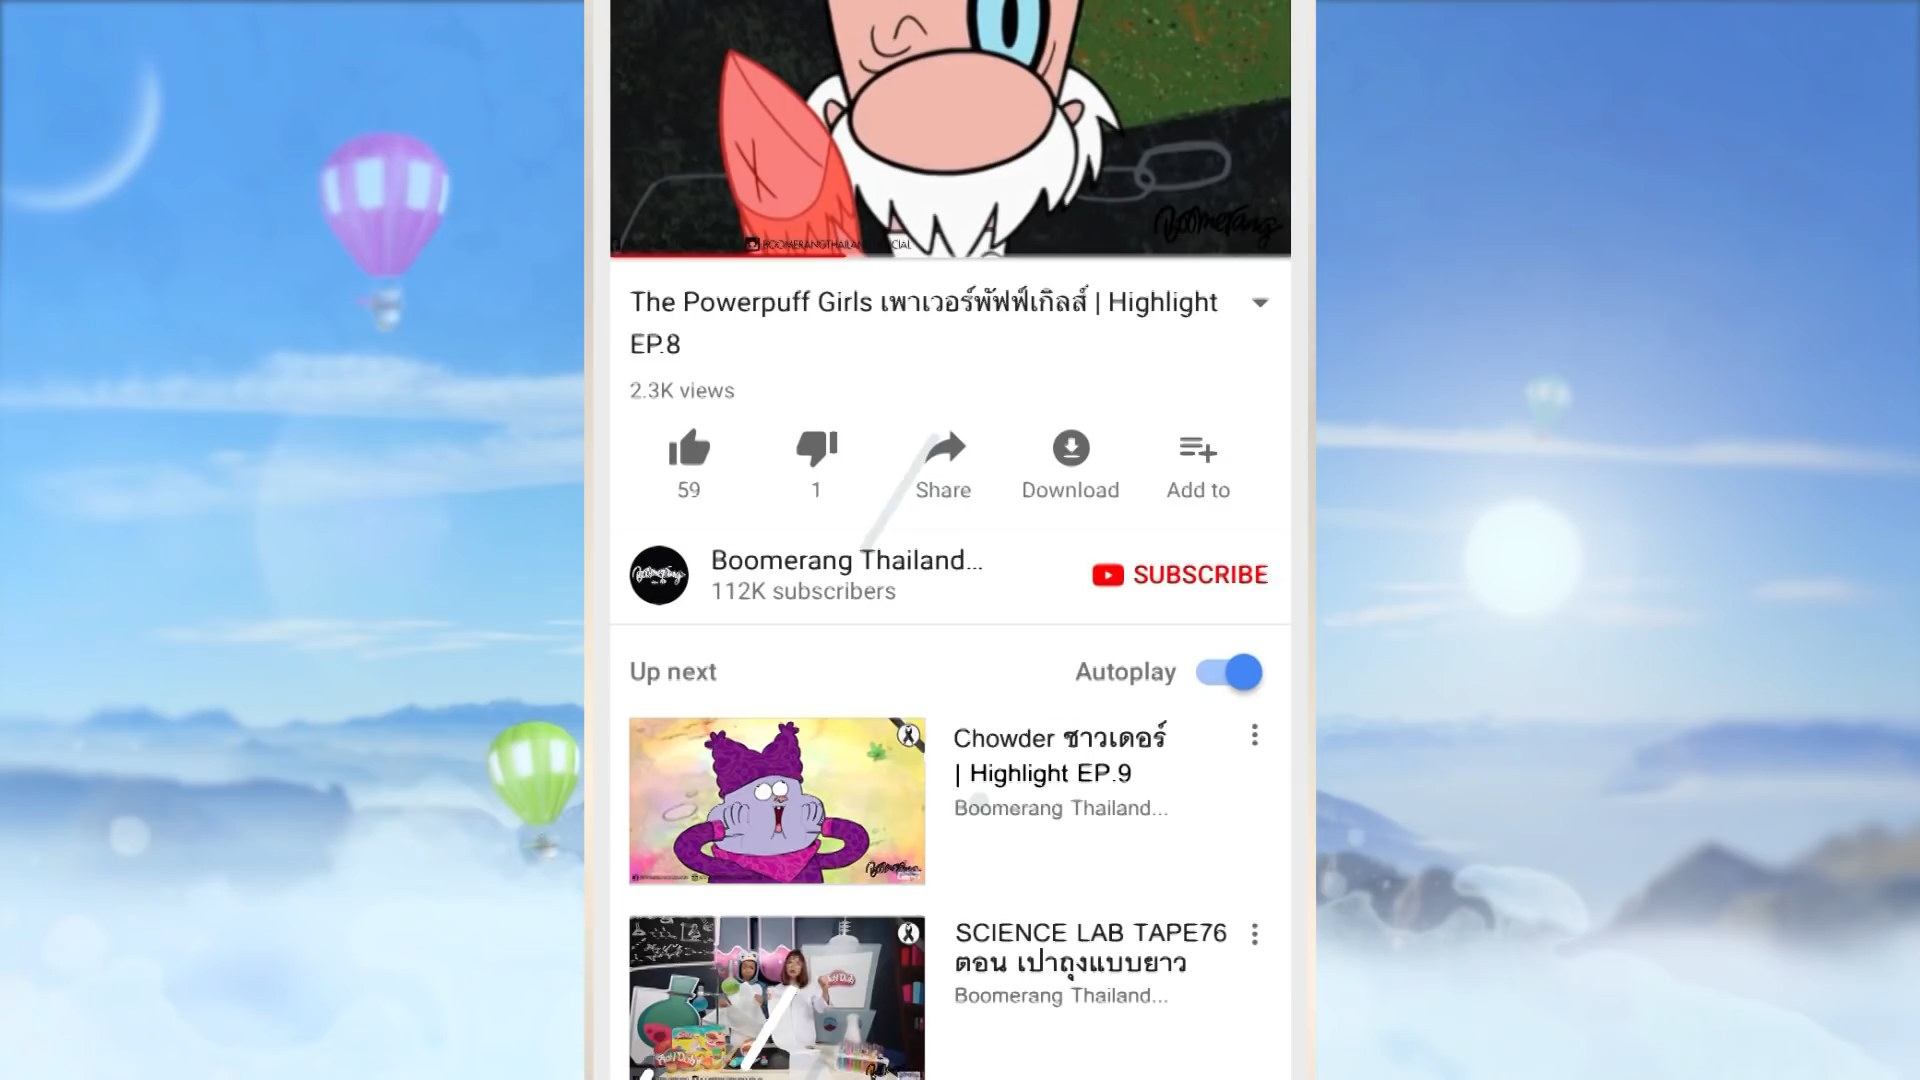 Boomerang
The Powerpuff Girls เพาเวอร์พัฟฟ์เกิลส์ | Highlight
EP.8
2.3K views
59
1
Share
Download
Add to
Boomerang Thailand...
112K subscribers
SUBSCRIBE
Up next
Autoplay
Chowder ชาวเดอร์
| Highlight EP.9
Boomerang Thailand...
SCIENCE LAB TAPE76
ตอน เป่าถุงแบบยาว
Boomerang Thailand...